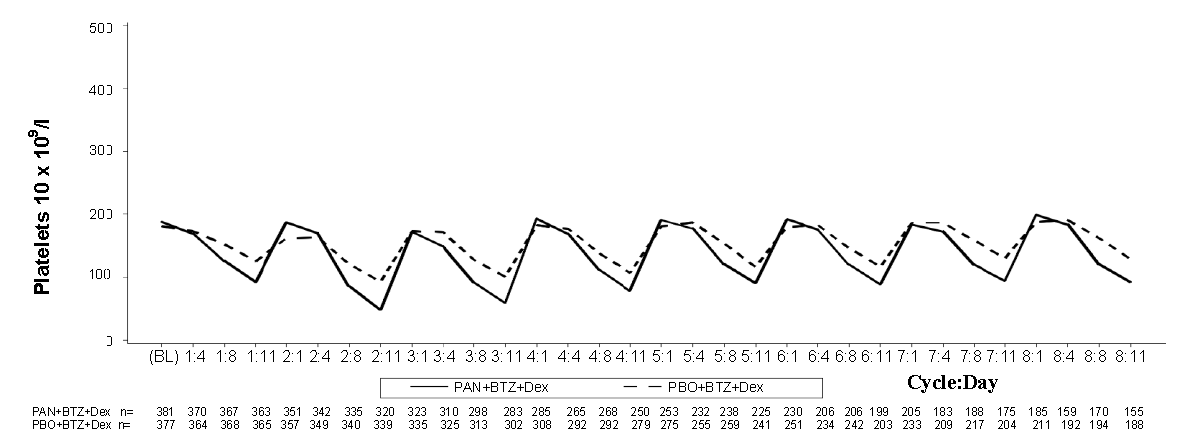 500
400
300
200
100
0
Platelets 10 x 10⁹/l
(BL) 1:4 1:8 1:11 2:1 2:4 2:8 2:11 3:1 3:4 3:8 3:11 4:1 4:4 4:8 4:11 5:1 5:4 5:8 5:11 6:1 6:4 6:8 6:11 7:1 7:4 7:8 7:11 8:1 8:4 8:8 8:11
PAN+BTZ+Dex PBO+BTZ+Dex
Cycle:Day
PAN+BTZ+Dex n= 381 370 367 363 351 342 335 320 323 310 298 283 285 265 268 250 253 232 238 225 230 206 206 199 205 183 188 175 185 159 170 155
PBO+BTZ+Dex n= 377 364 368 365 357 349 340 339 335 325 313 302 308 292 292 279 275 255 259 241 251 234 242 203 233 209 217 204 211 192 194 188